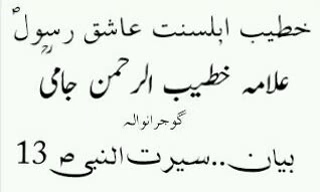 خطیب اہلسنت عاشق رسولؐ
علامہ خطیب الرحمن جامیؒ
گوجرانوالہ
بیان..سیرت النبی ص 13